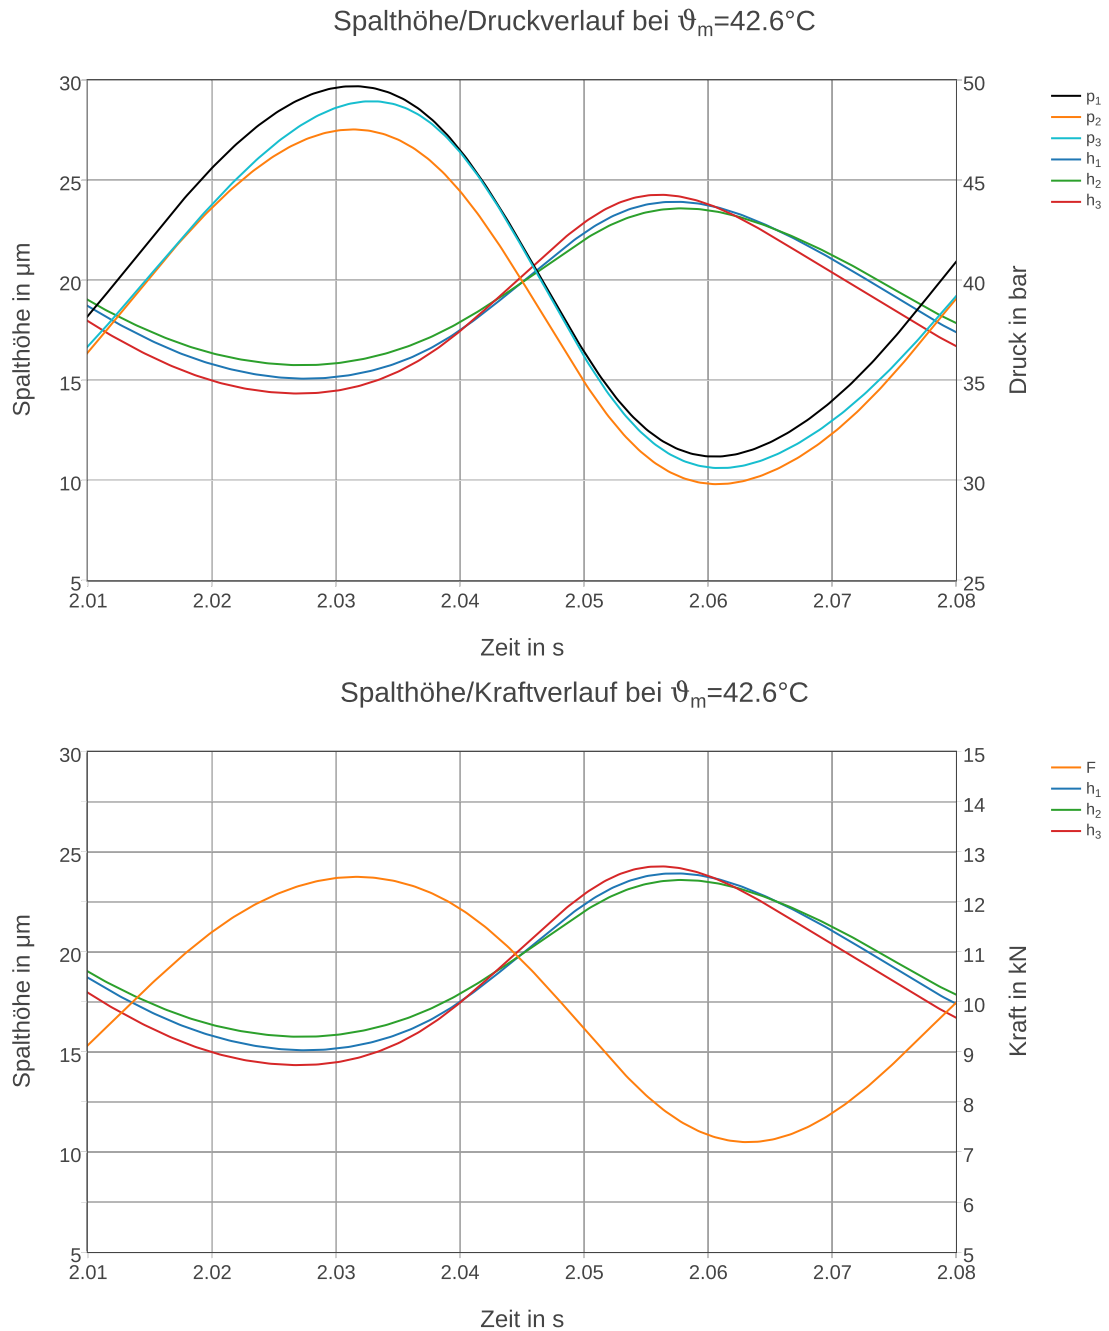 Spalthöhe/Druckverlauf bei ϑm=42.6°C
30
25
20
15
10
5
Spalthöhe in μm
50
45
40
35
30
25
Druck in bar
2.01 2.02 2.03 2.04 2.05 2.06 2.07 2.08
Zeit in s
p1
p2
p3
h1
h2
h3
Spalthöhe/Kraftverlauf bei ϑm=42.6°C
30
25
20
15
10
5
Spalthöhe in μm
15
14
13
12
11
10
9
8
7
6
5
Kraft in kN
2.01 2.02 2.03 2.04 2.05 2.06 2.07 2.08
Zeit in s
F
h1
h2
h3